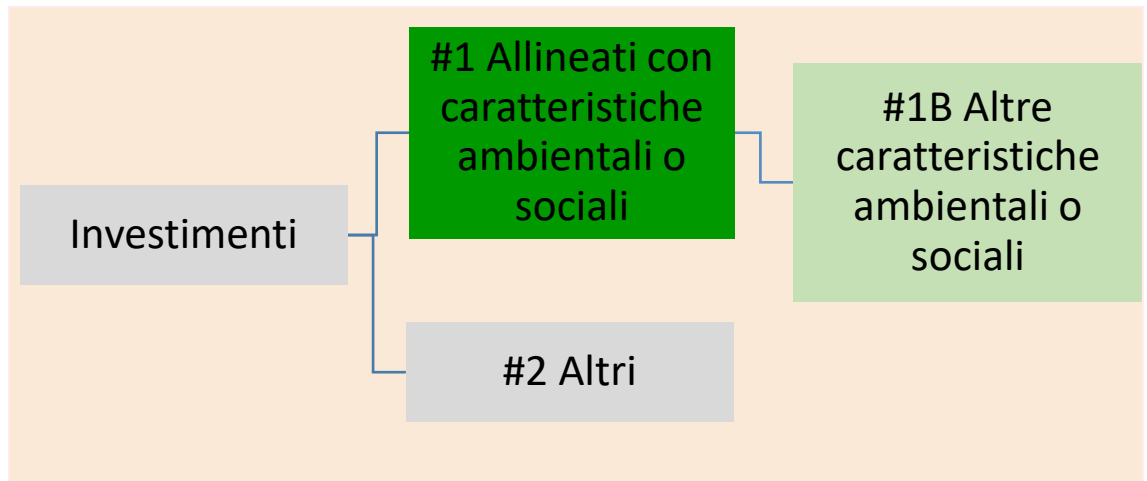 Investimenti
#1 Allineati con
caratteristiche
ambientali o
sociali
#1B Altre
caratteristiche
ambientali o
sociali
#2 Altri